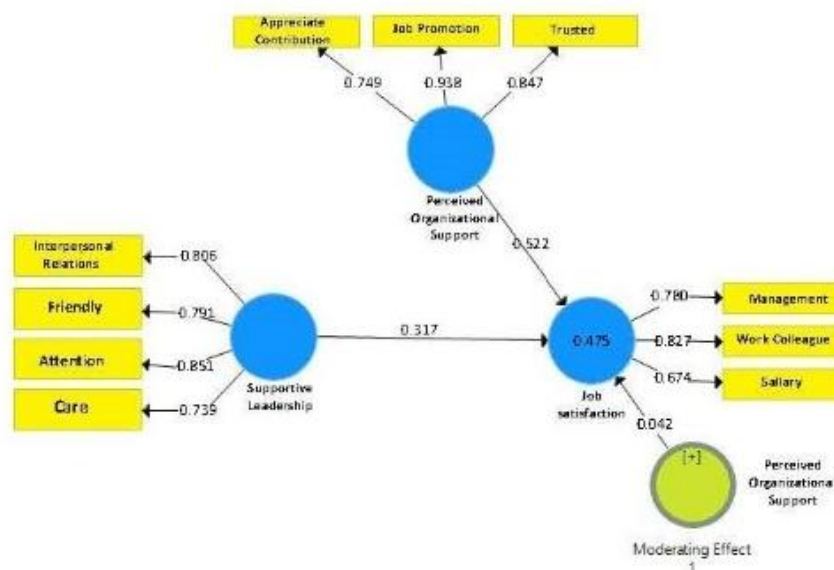 Appreciate
Contribution
Job Promotion
Trusted
0.749
0.938
0.847
Perceived
Organizational
Support
0.522
Interpersonal
Relations
Friendly
Attention
Care
0.806
0.791
0.851
0.739
Supportive
Leadership
0.317
0.475
Job
satisfaction
0.780
0.827
0.674
Management
Work Colleague
Sallary
0.042
[+]
Perceived
Organizational
Support
Moderating Effect
1